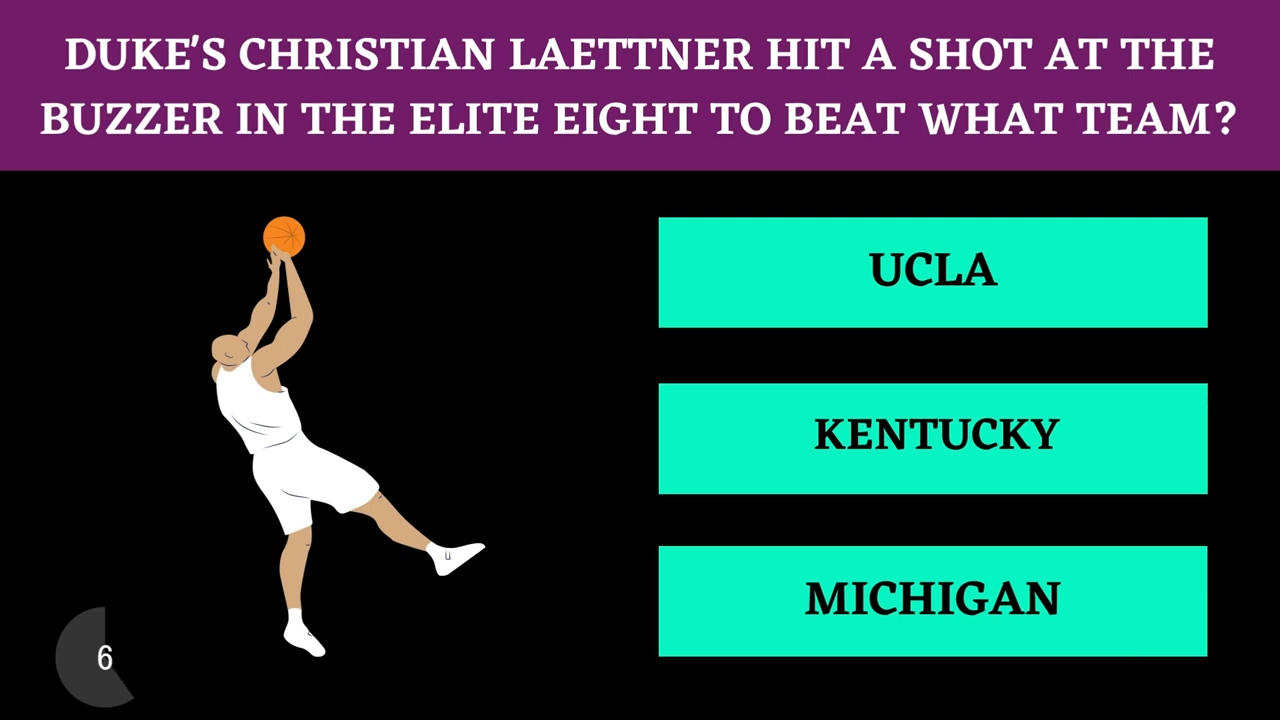 DUKE'S CHRISTIAN LAETTNER HIT A SHOT AT THE
BUZZER IN THE ELITE EIGHT TO BEAT WHAT TEAM?
UCLA
KENTUCKY
MICHIGAN
6